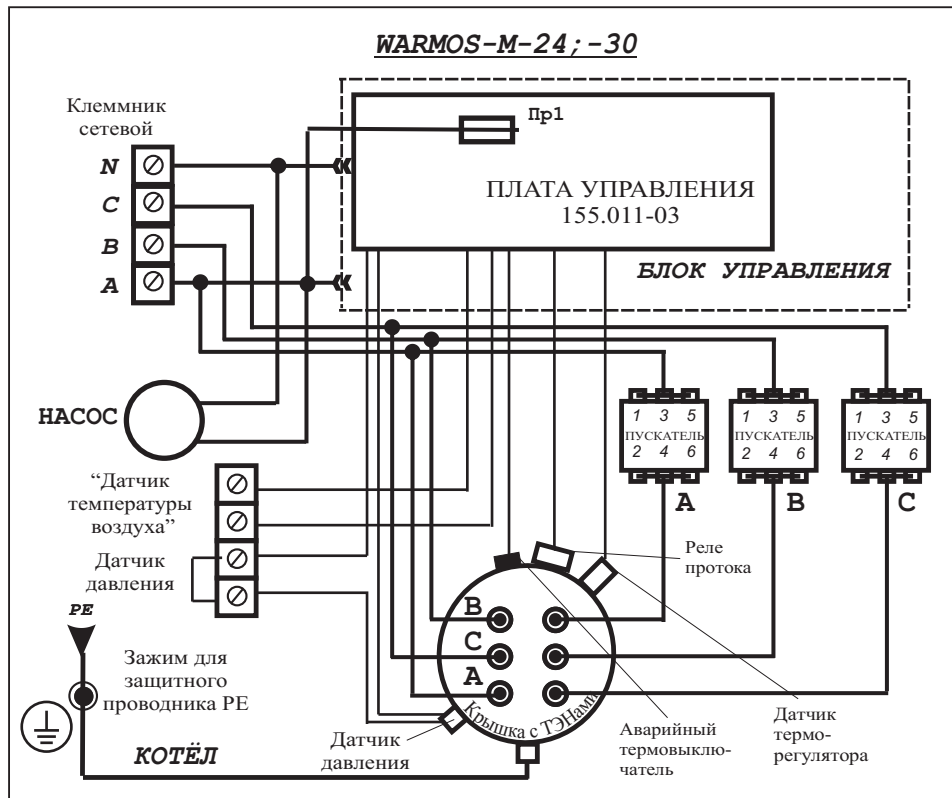 WARMOS-M-24; -30
Клеммник
сетевой
N
C
B
A
Пр1
ПЛАТА УПРАВЛЕНИЯ
155.011-03
БЛОК УПРАВЛЕНИЯ
НАСОС
1 3 5
ПУСКАТЕЛЬ
2 4 6
A
1 3 5
ПУСКАТЕЛЬ
2 4 6
B
1 3 5
ПУСКАТЕЛЬ
2 4 6
C
“Датчик
температуры
воздуха”
Датчик
давления
Реле
протока
PE
Зажим для
защитного
проводника PE
B
C
A
Крышка с ТЭНами
КОТЁЛ
Датчик
давления
Аварийный
термовыклю-
чатель
Датчик
термо-
регулятора